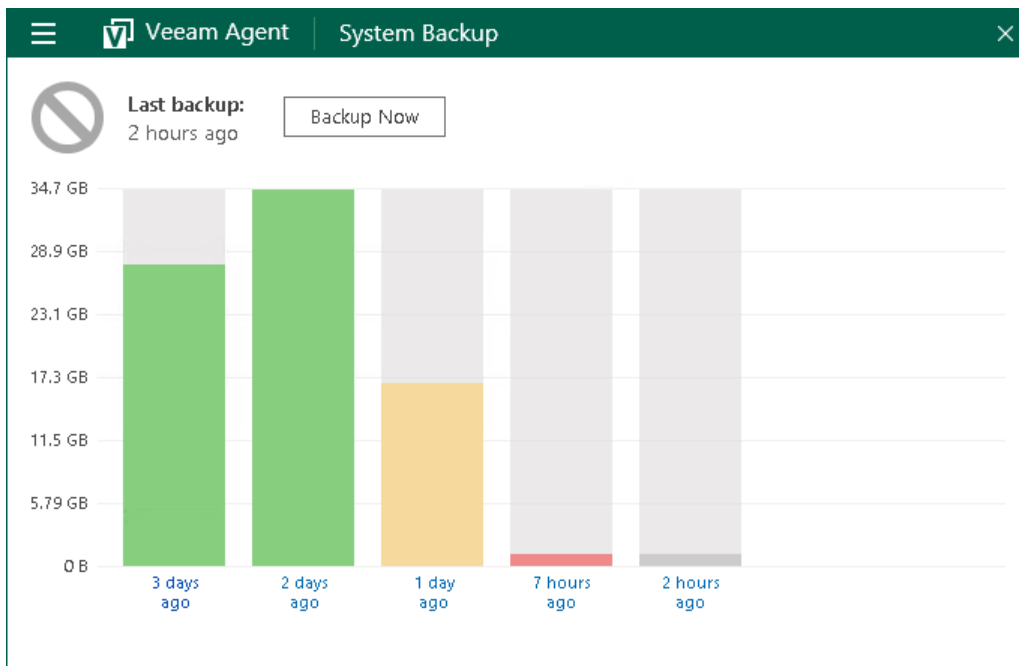 Veeam Agent System Backup
Last backup:
2 hours ago
Backup Now
34.7 GB
28.9 GB
23.1 GB
17.3 GB
11.5 GB
5.79 GB
0 B
3 days
ago
2 days
ago
1 day
ago
7 hours
ago
2 hours
ago